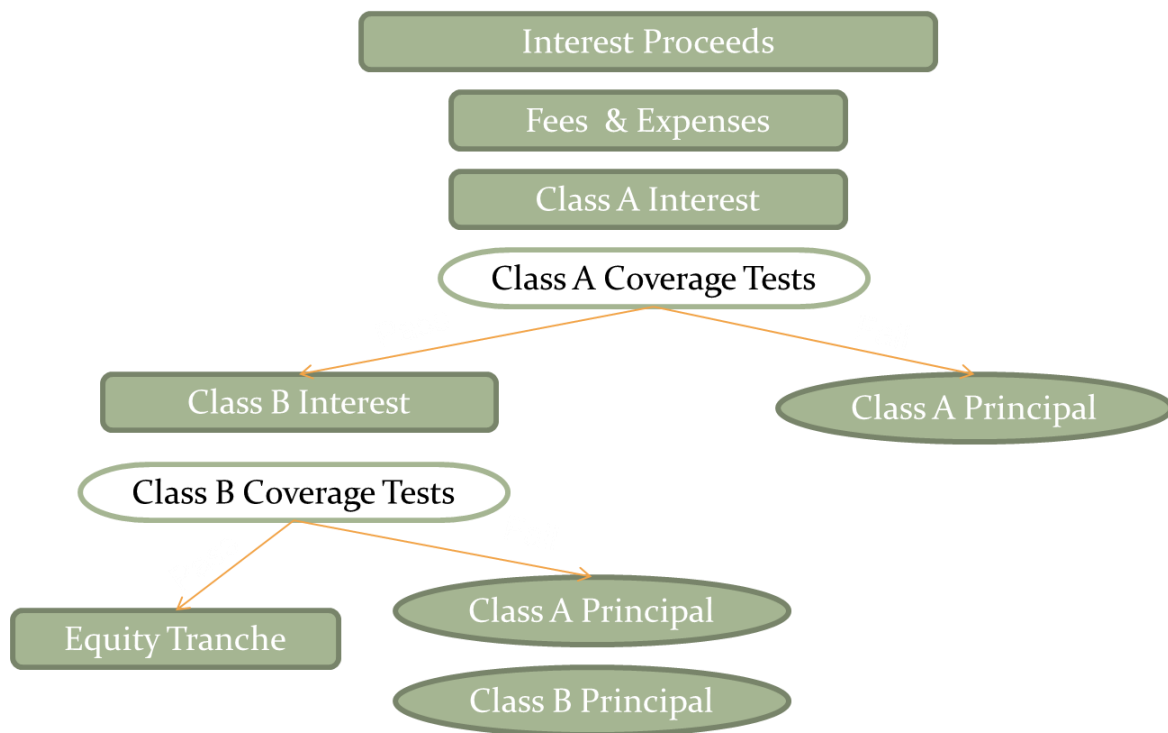 Interest Proceeds
Fees & Expenses
Class A Interest
Class A Coverage Tests
Class B Interest
Class A Principal
Class B Coverage Tests
Equity Tranche
Class A Principal
Class B Principal